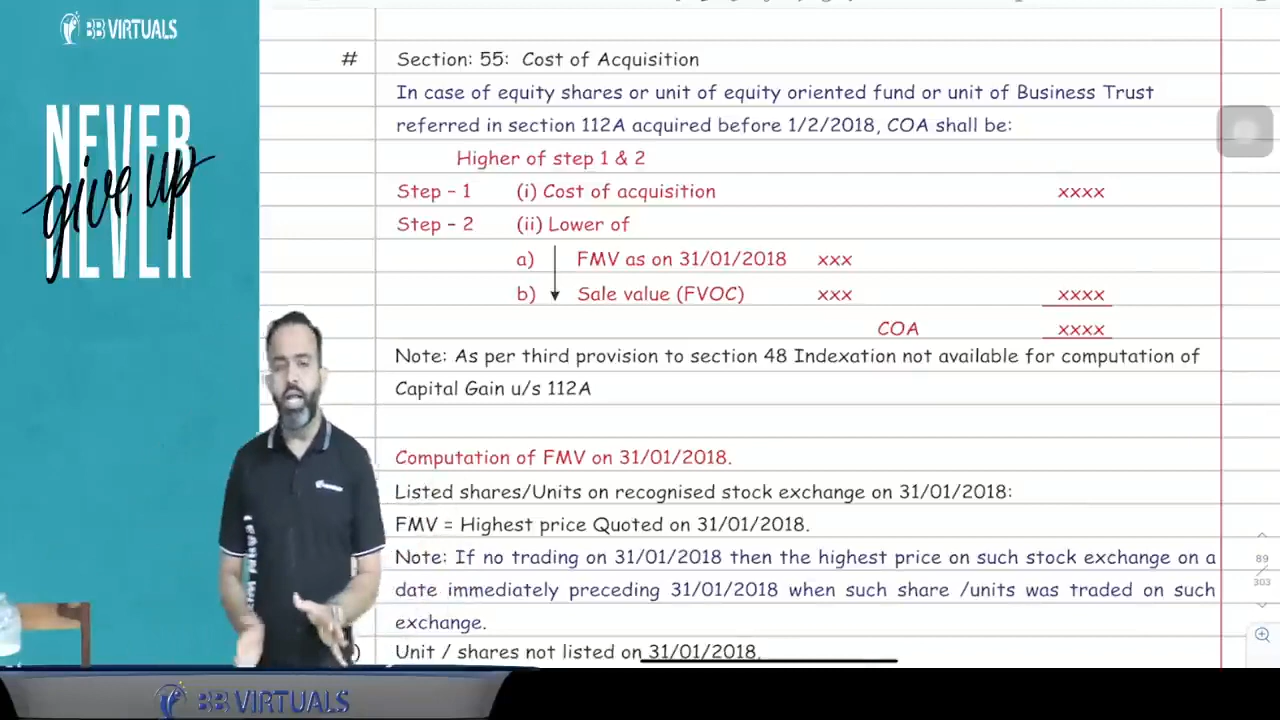 BB VIRTUALS
NEVER
give up
NEVER
# Section: 55: Cost of Acquisition
In case of equity shares or unit of equity oriented fund or unit of Business Trust
referred in section 112A acquired before 1/2/2018, COA shall be:
Higher of step 1 & 2
Step - 1 (i) Cost of acquisition xxxx
Step - 2 (ii) Lower of
a) FMV as on 31/01/2018 xxx
b) Sale value (FVOC) xxx xxxx
COA xxxx
Note: As per third provision to section 48 Indexation not available for computation of
Capital Gain u/s 112A
Computation of FMV on 31/01/2018.
Listed shares/Units on recognised stock exchange on 31/01/2018:
FMV = Highest price Quoted on 31/01/2018.
Note: If no trading on 31/01/2018 then the highest price on such stock exchange on a
date immediately preceding 31/01/2018 when such share /units was traded on such
exchange.
Unit / shares not listed on 31/01/2018.
89
303
BB VIRTUALS